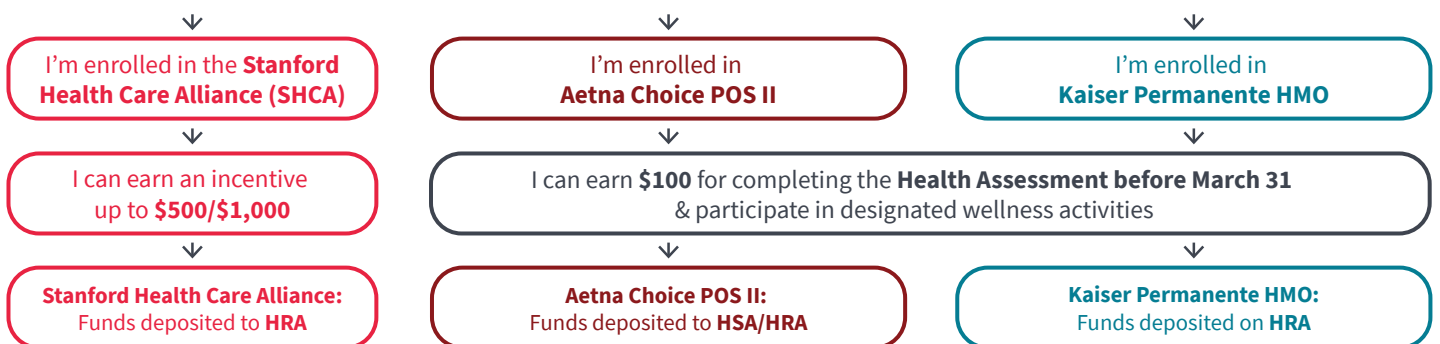 I’m enrolled in the Stanford
Health Care Alliance (SHCA)
I’m enrolled in
Aetna Choice POS II
I’m enrolled in
Kaiser Permanente HMO
I can earn an incentive
up to $500/$1,000
I can earn $100 for completing the Health Assessment before March 31
& participate in designated wellness activities
Stanford Health Care Alliance:
Funds deposited to HRA
Aetna Choice POS II:
Funds deposited to HSA/HRA
Kaiser Permanente HMO:
Funds deposited on HRA